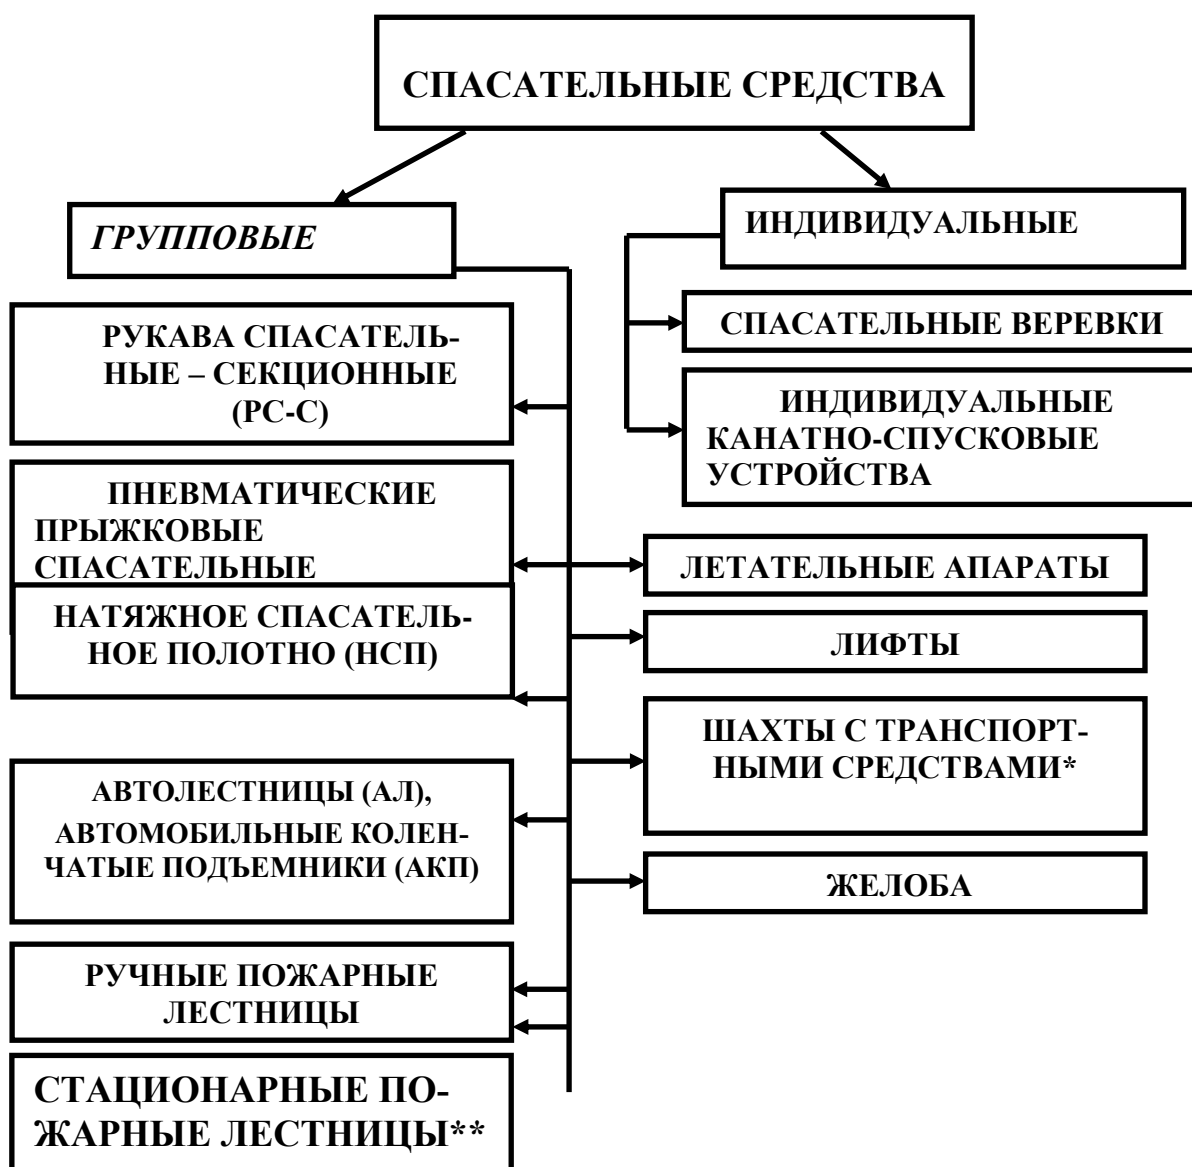 СПАСАТЕЛЬНЫЕ СРЕДСТВА
ГРУППОВЫЕ
РУКАВА СПАСАТЕЛЬ-
НЫЕ – СЕКЦИОННЫЕ
(РС-С)
ПНЕВМАТИЧЕСКИЕ
ПРЫЖКОВЫЕ
СПАСАТЕЛЬНЫЕ
НАТЯЖНОЕ СПАСАТЕЛЬ-
НОЕ ПОЛОТНО (НСП)
АВТОЛЕСТНИЦЫ (АЛ),
АВТОМОБИЛЬНЫЕ КОЛЕН-
ЧАТЫЕ ПОДЪЕМНИКИ (АКП)
РУЧНЫЕ ПОЖАРНЫЕ
ЛЕСТНИЦЫ
СТАЦИОНАРНЫЕ ПО-
ЖАРНЫЕ ЛЕСТНИЦЫ**
ИНДИВИДУАЛЬНЫЕ
СПАСАТЕЛЬНЫЕ ВЕРЕВКИ
ИНДИВИДУАЛЬНЫЕ
КАНАТНО-СПУСКОВЫЕ
УСТРОЙСТВА
ЛЕТАТЕЛЬНЫЕ АПАРАТЫ
ЛИФТЫ
ШАХТЫ С ТРАНСПОРТ-
НЫМИ СРЕДСТВАМИ*
ЖЕЛОБА